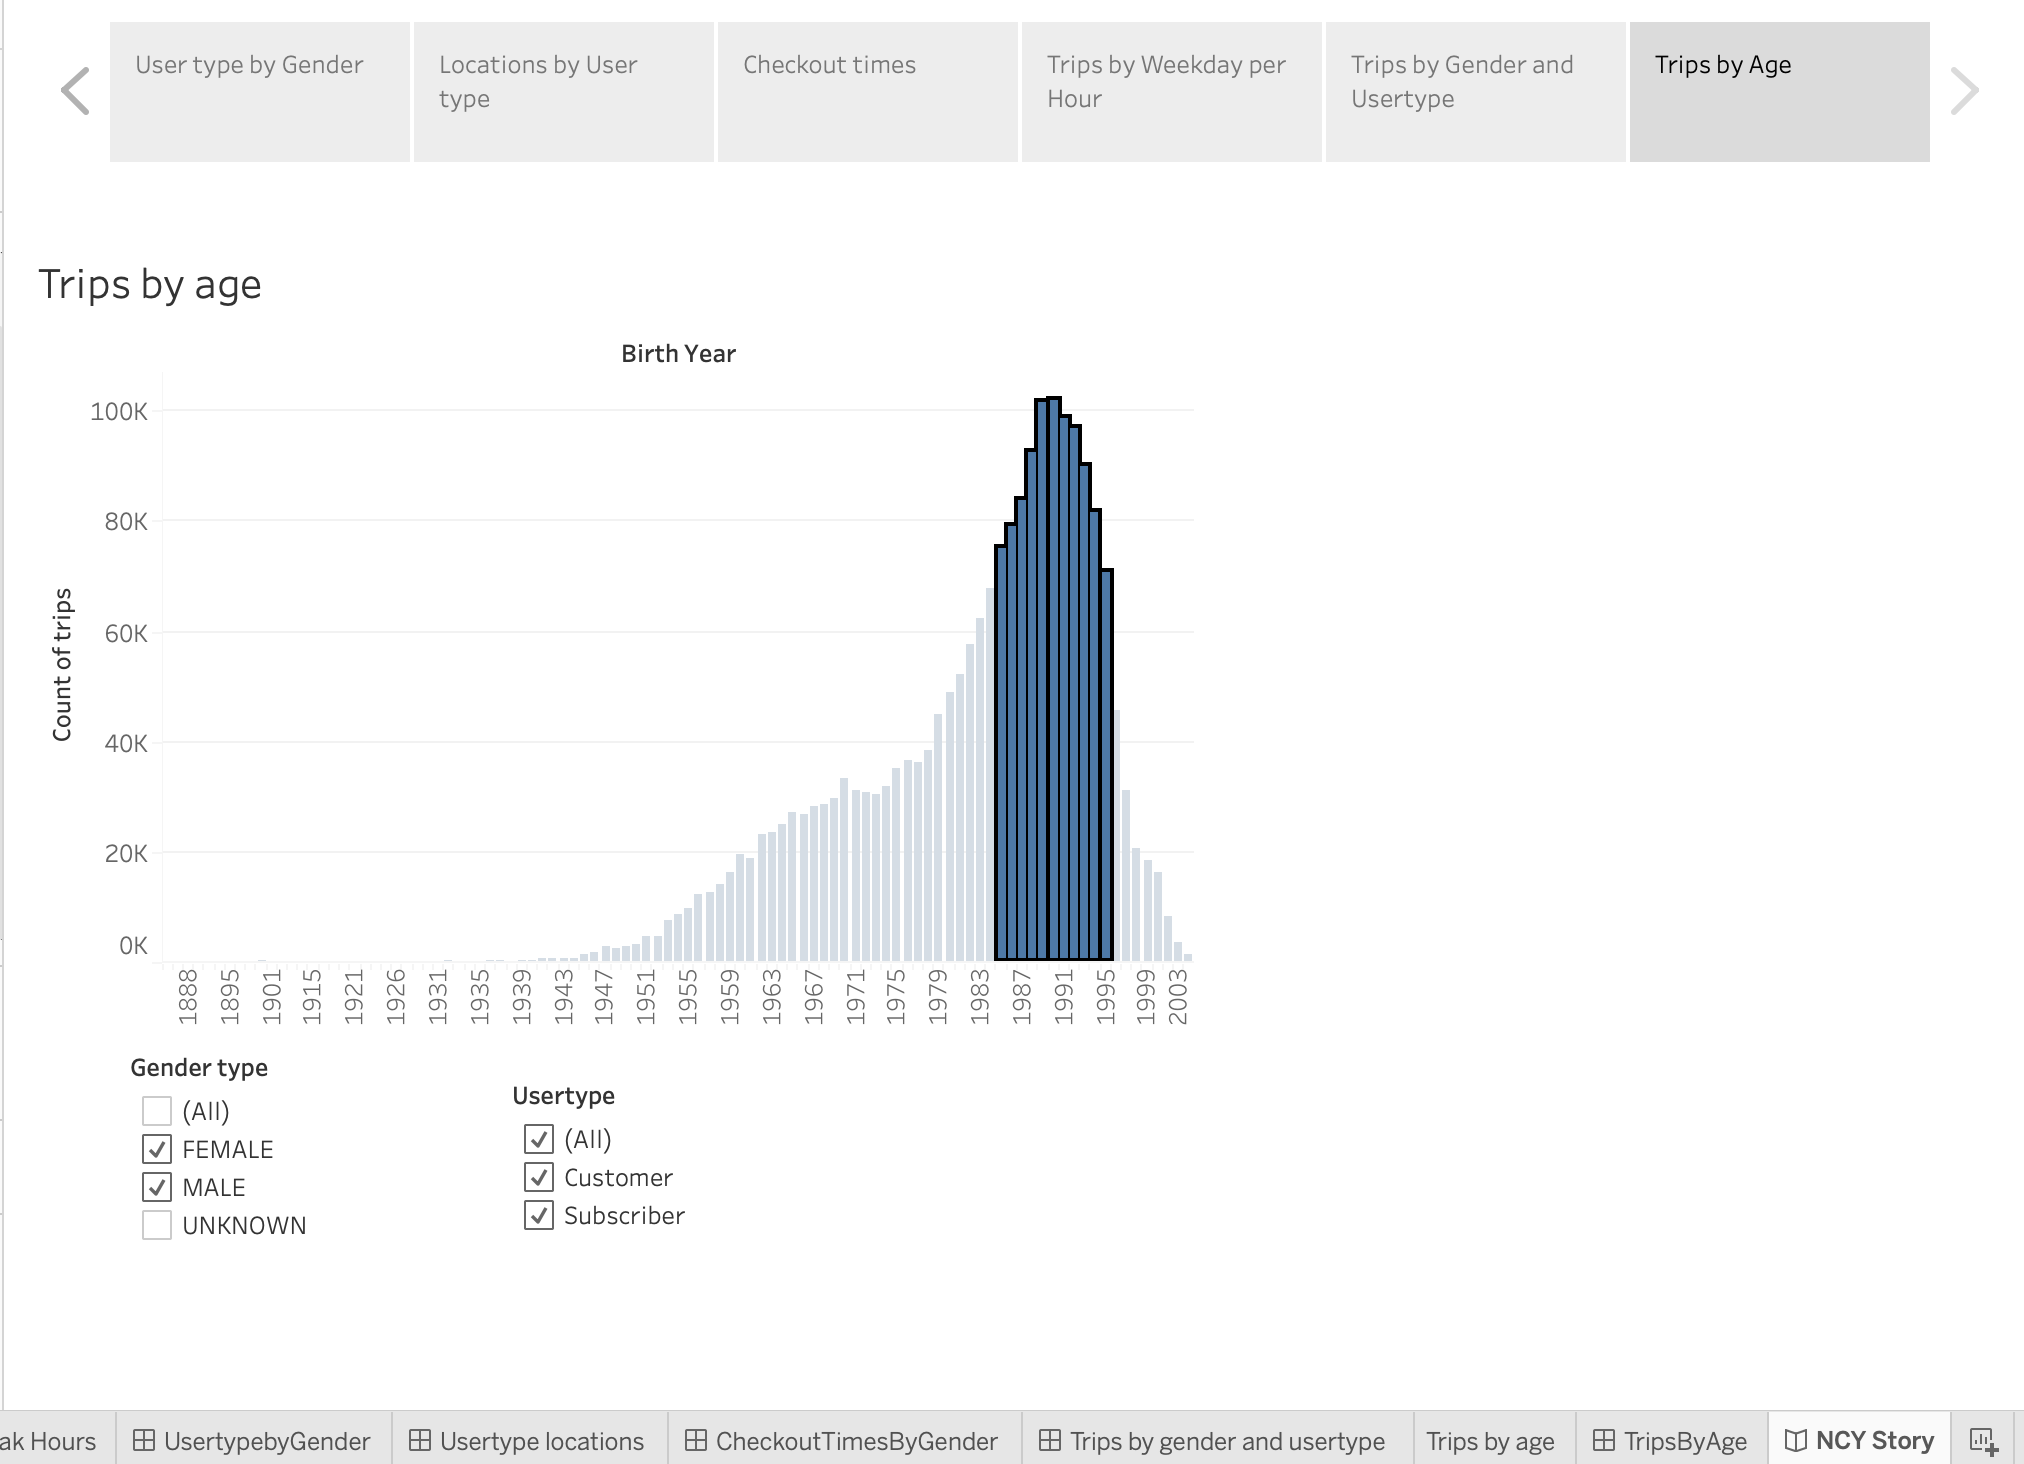 User type by Gender
Locations by User
type
Checkout times
Trips by Weekday per
Hour
Trips by Gender and
Usertype
Trips by Age
Trips by age
Birth Year
Count of trips
100K
80K
60K
40K
20K
0K
1888
1895
1901
1915
1921
1926
1931
1935
1939
1943
1947
1951
1955
1959
1963
1967
1971
1975
1979
1983
1987
1991
1995
1999
2003
Gender type
(All)
FEMALE
MALE
UNKNOWN
Usertype
(All)
Customer
Subscriber
ak Hours
UsertypebyGender
Usertype locations
CheckoutTimesByGender
Trips by gender and usertype
Trips by age
TripsByAge
NCY Story